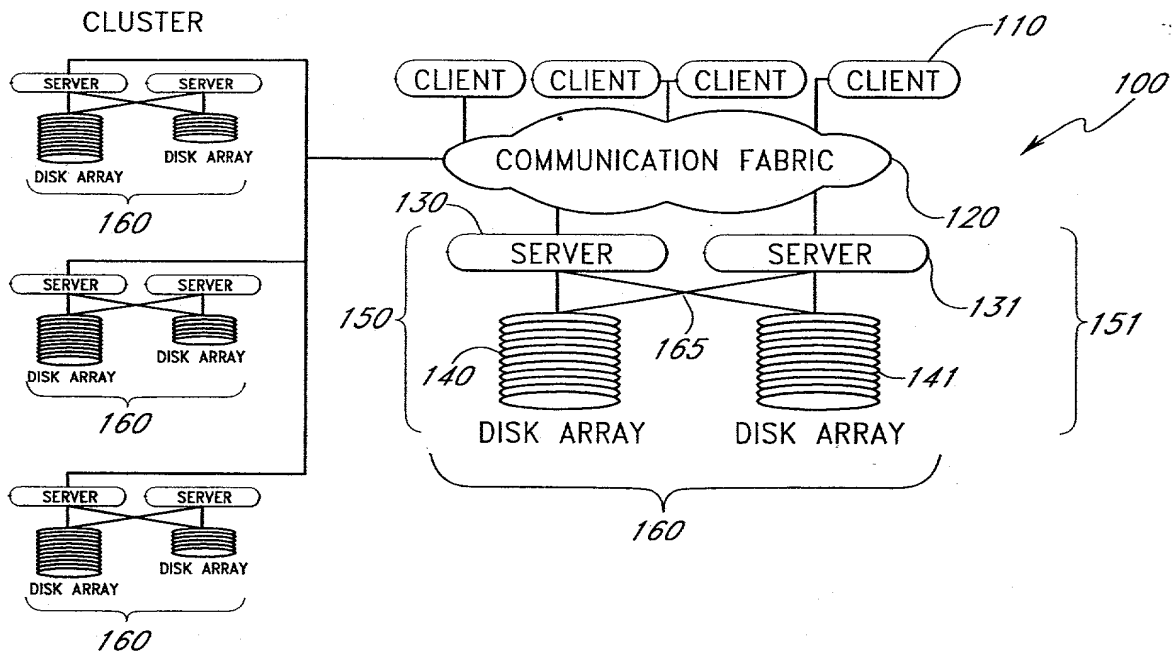 CLUSTER
SERVER SERVER
DISK ARRAY
DISK ARRAY
160
SERVER SERVER
DISK ARRAY
DISK ARRAY
160
SERVER SERVER
DISK ARRAY
DISK ARRAY
160
110
CLIENT CLIENT CLIENT CLIENT
100
COMMUNICATION FABRIC
120
130
SERVER SERVER
131
150
151
165
140
141
DISK ARRAY DISK ARRAY
160